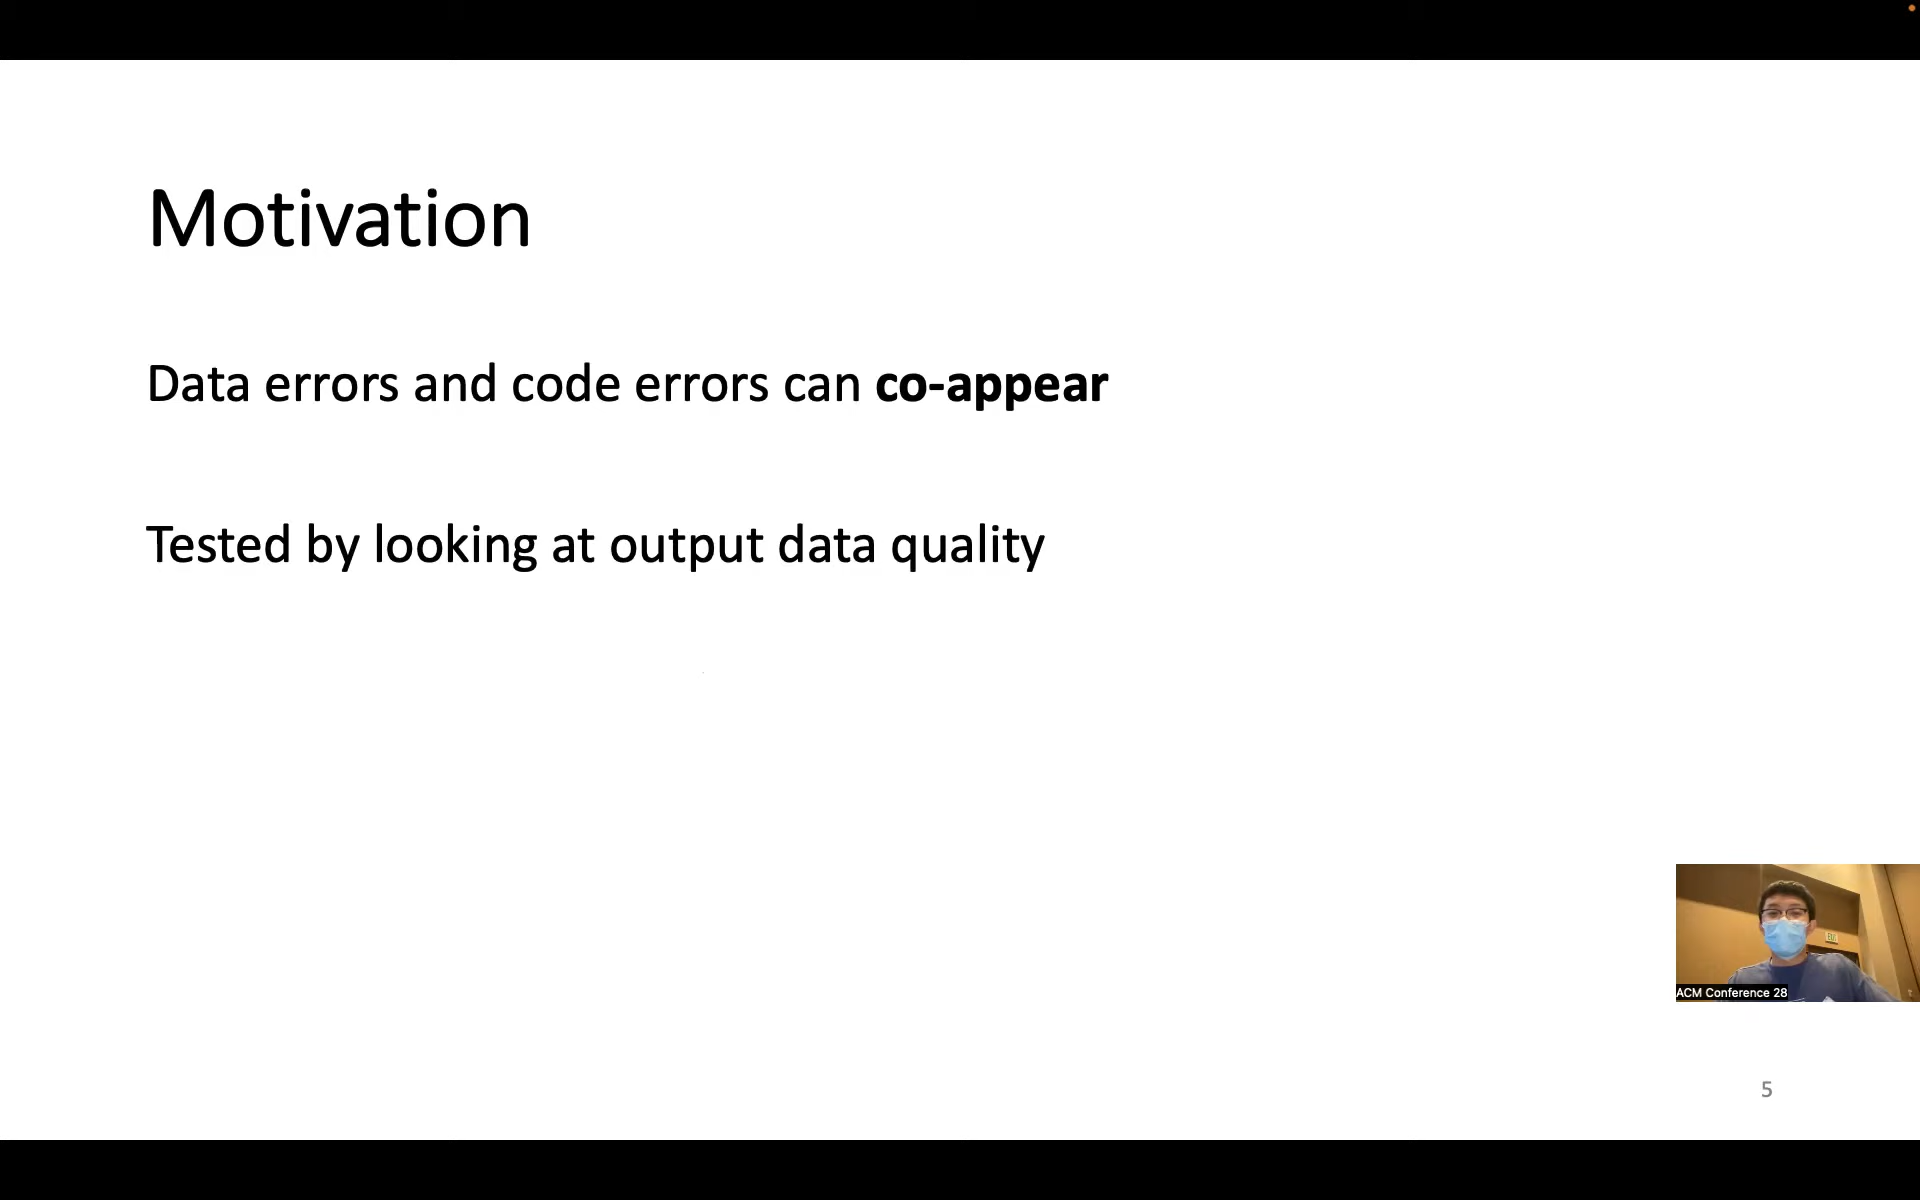 Motivation
Data errors and code errors can co-appear
Tested by looking at output data quality
ACM Conference 28
5